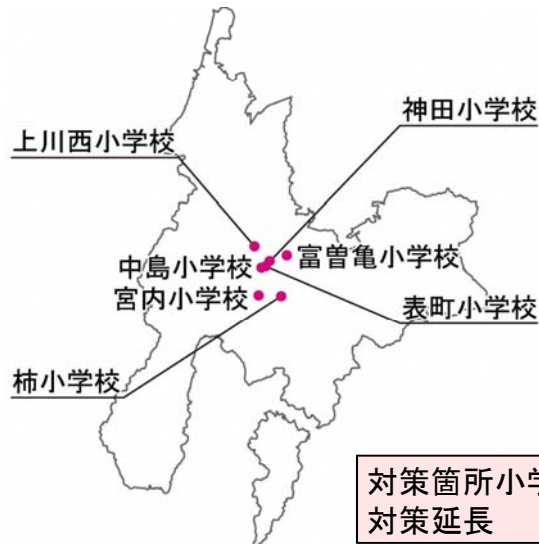 神田小学校
上川西小学校
富曽亀小学校
中島小学校
宮内小学校
表町小学校
柿小学校
対策箇所小学
対策延長